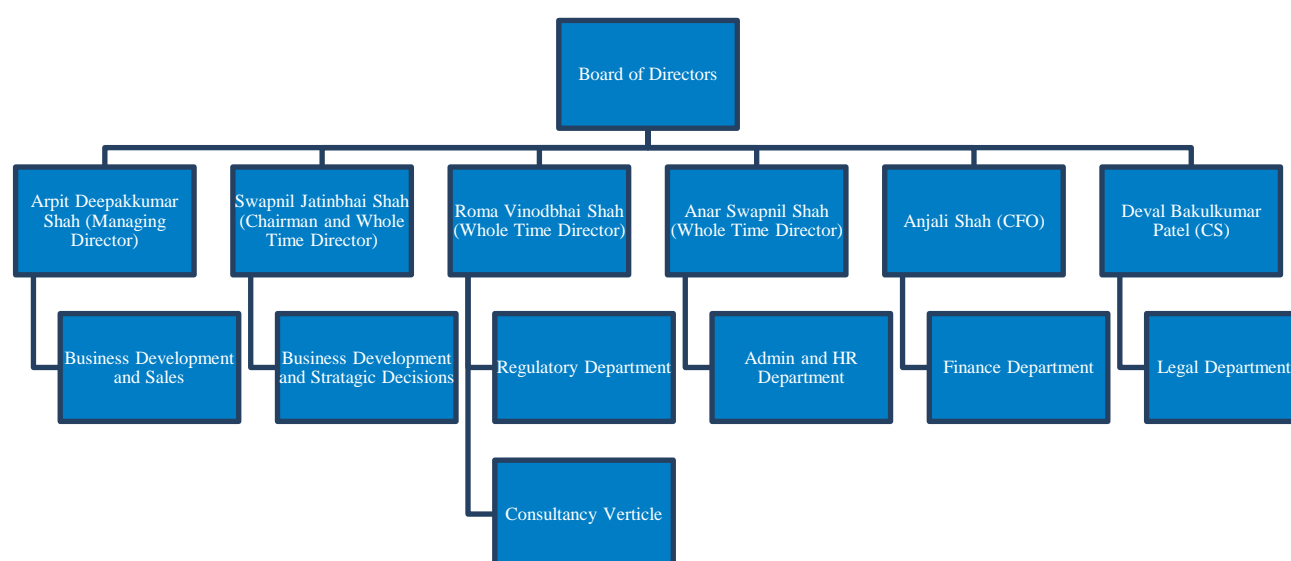 Board of Directors
Arpit Deepakkumar
Shah (Managing
Director)
Swapnil Jatinbhai Shah
(Chairman and Whole
Time Director)
Roma Vinodbhai Shah
(Whole Time Director)
Anar Swapnil Shah
(Whole Time Director)
Anjali Shah (CFO)
Deval Bakulkumar
Patel (CS)
Business Development
and Sales
Business Development
and Stratagic Decisions
Regulatory Department
Admin and HR
Department
Finance Department
Legal Department
Consultancy Verticle